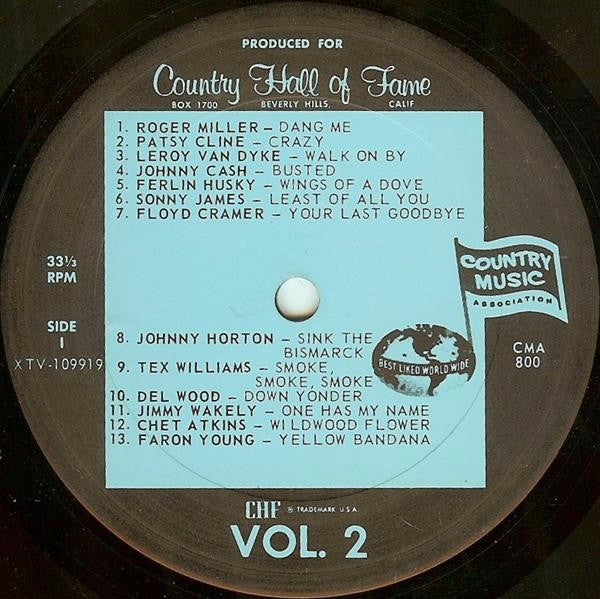 PRODUCED FOR
Country Hall of Fame
BOX 1700 BEVERLY HILLS, CALIF
1. ROGER MILLER – DANG ME
2. PATSY CLINE – CRAZY
3. LEROY VAN DYKE – WALK ON BY
4. JOHNNY CASH – BUSTED
5. FERLIN HUSKY – WINGS OF A DOVE
6. SONNY JAMES – LEAST OF ALL YOU
7. FLOYD CRAMER – YOUR LAST GOODBYE
33⅓
RPM
COUNTRY
MUSIC
ASSOCIATION
SIDE
1
XTV-109919
8. JOHNNY HORTON – SINK THE
BISMARCK
9. TEX WILLIAMS – SMOKE,
SMOKE, SMOKE
10. DEL WOOD – DOWN YONDER
11. JIMMY WAKELY – ONE HAS MY NAME
12. CHET ATKINS – WILDWOOD FLOWER
13. FARON YOUNG – YELLOW BANDANA
BEST LIKED WORLD WIDE
CMA
800
CHF ® TRADEMARK U S A
VOL. 2